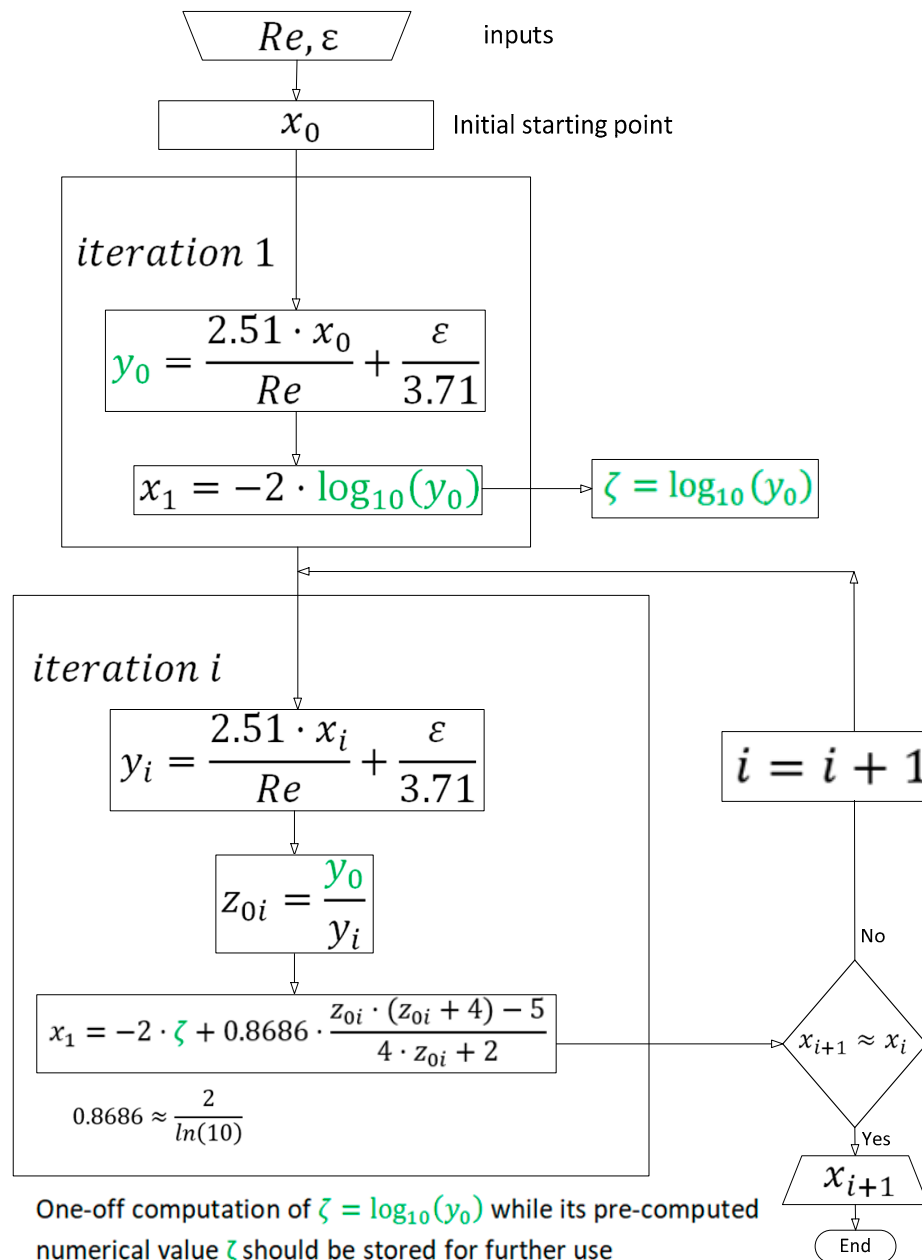 Re, ε
inputs
x₀
Initial starting point
iteration 1
y₀ = (2.51 · x₀)/Re + ε/3.71
x₁ = −2 · log₁₀(y₀)
ζ = log₁₀(y₀)
iteration i
yᵢ = (2.51 · xᵢ)/Re + ε/3.71
i = i + 1
z₀ᵢ = y₀/yᵢ
No
x₁ = −2 · ζ + 0.8686 · (z₀ᵢ · (z₀ᵢ + 4) − 5)/(4 · z₀ᵢ + 2)
xᵢ₊₁ ≈ xᵢ
0.8686 ≈ 2/ln(10)
Yes
xᵢ₊₁
End
One-off computation of ζ = log₁₀(y₀) while its pre-computed
numerical value ζ should be stored for further use